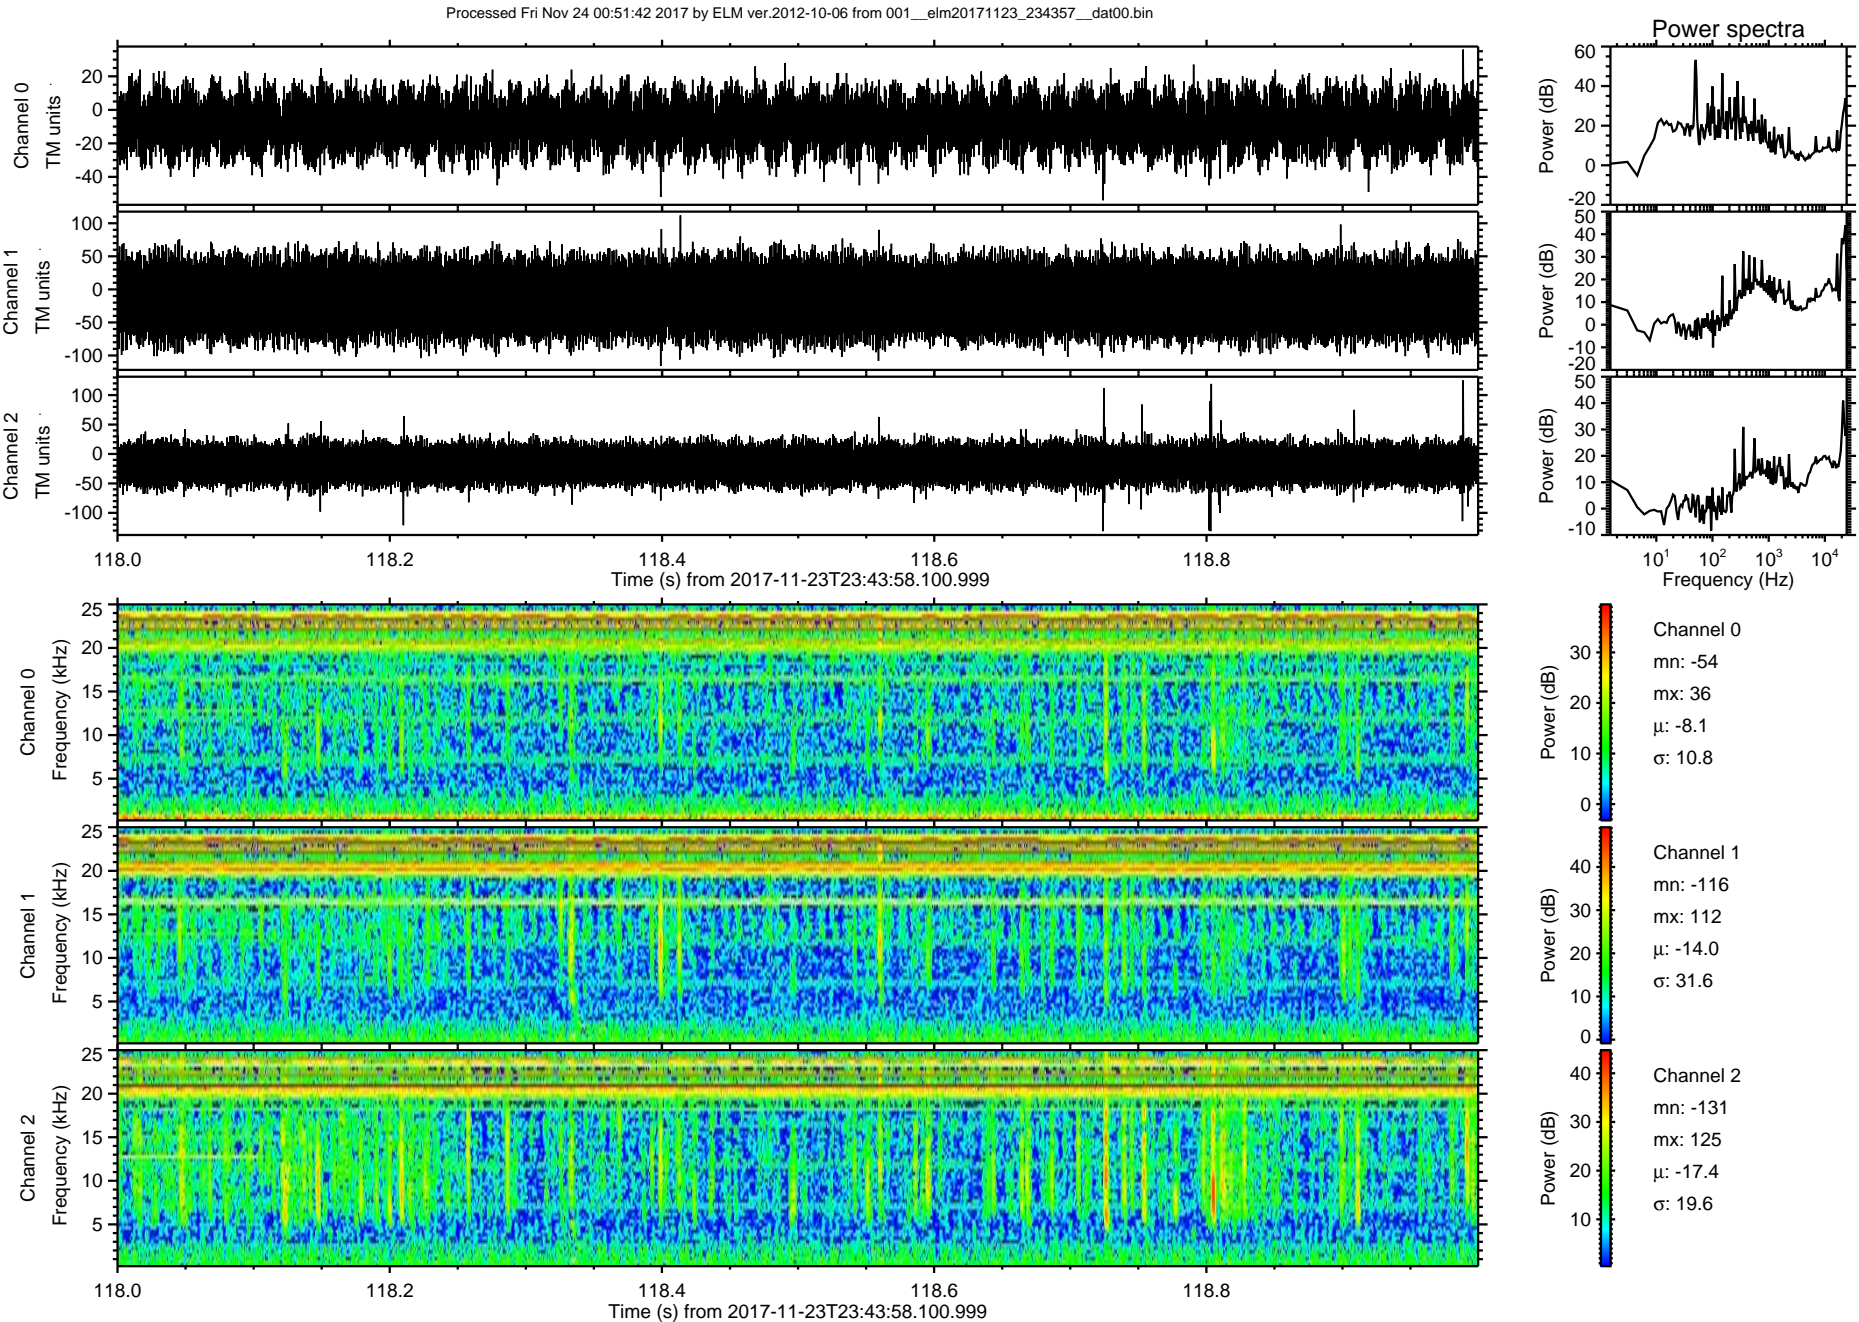 Processed Fri Nov 24 00:51:42 2017 by ELM ver.2012-10-06 from 001__elm20171123_234357__dat00.bin
Power spectra
Channel 0
TM units
20
0
-20
-40
Power (dB)
60
40
20
0
-20
Channel 1
TM units
100
50
0
-50
-100
Power (dB)
50
40
30
20
10
0
-10
-20
Channel 2
TM units
100
50
0
-50
-100
Power (dB)
50
40
30
20
10
0
-10
118.0 118.2 118.4 118.6 118.8
Time (s) from 2017-11-23T23:43:58.100.999
10^1 10^2 10^3 10^4
Frequency (Hz)
Channel 0
Frequency (kHz)
25
20
15
10
5
Power (dB)
30
20
10
0
Channel 0
mn: -54
mx: 36
µ: -8.1
σ: 10.8
Channel 1
Frequency (kHz)
25
20
15
10
5
Power (dB)
40
30
20
10
0
Channel 1
mn: -116
mx: 112
µ: -14.0
σ: 31.6
Channel 2
Frequency (kHz)
25
20
15
10
5
Power (dB)
40
30
20
10
Channel 2
mn: -131
mx: 125
µ: -17.4
σ: 19.6
118.0 118.2 118.4 118.6 118.8
Time (s) from 2017-11-23T23:43:58.100.999